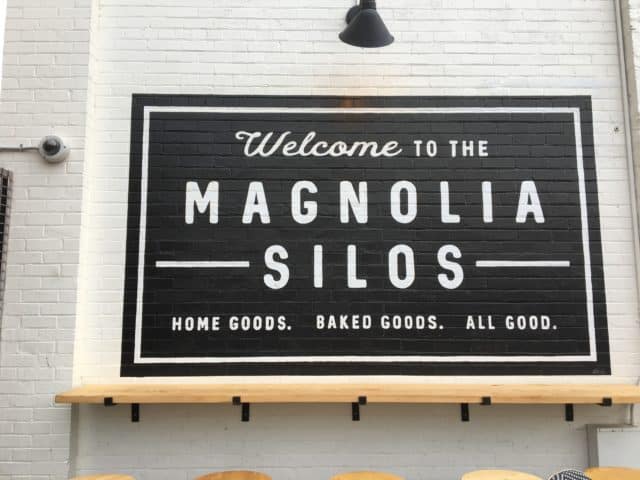 Welcome TO THE
MAGNOLIA
SILOS
HOME GOODS. BAKED GOODS. ALL GOOD.